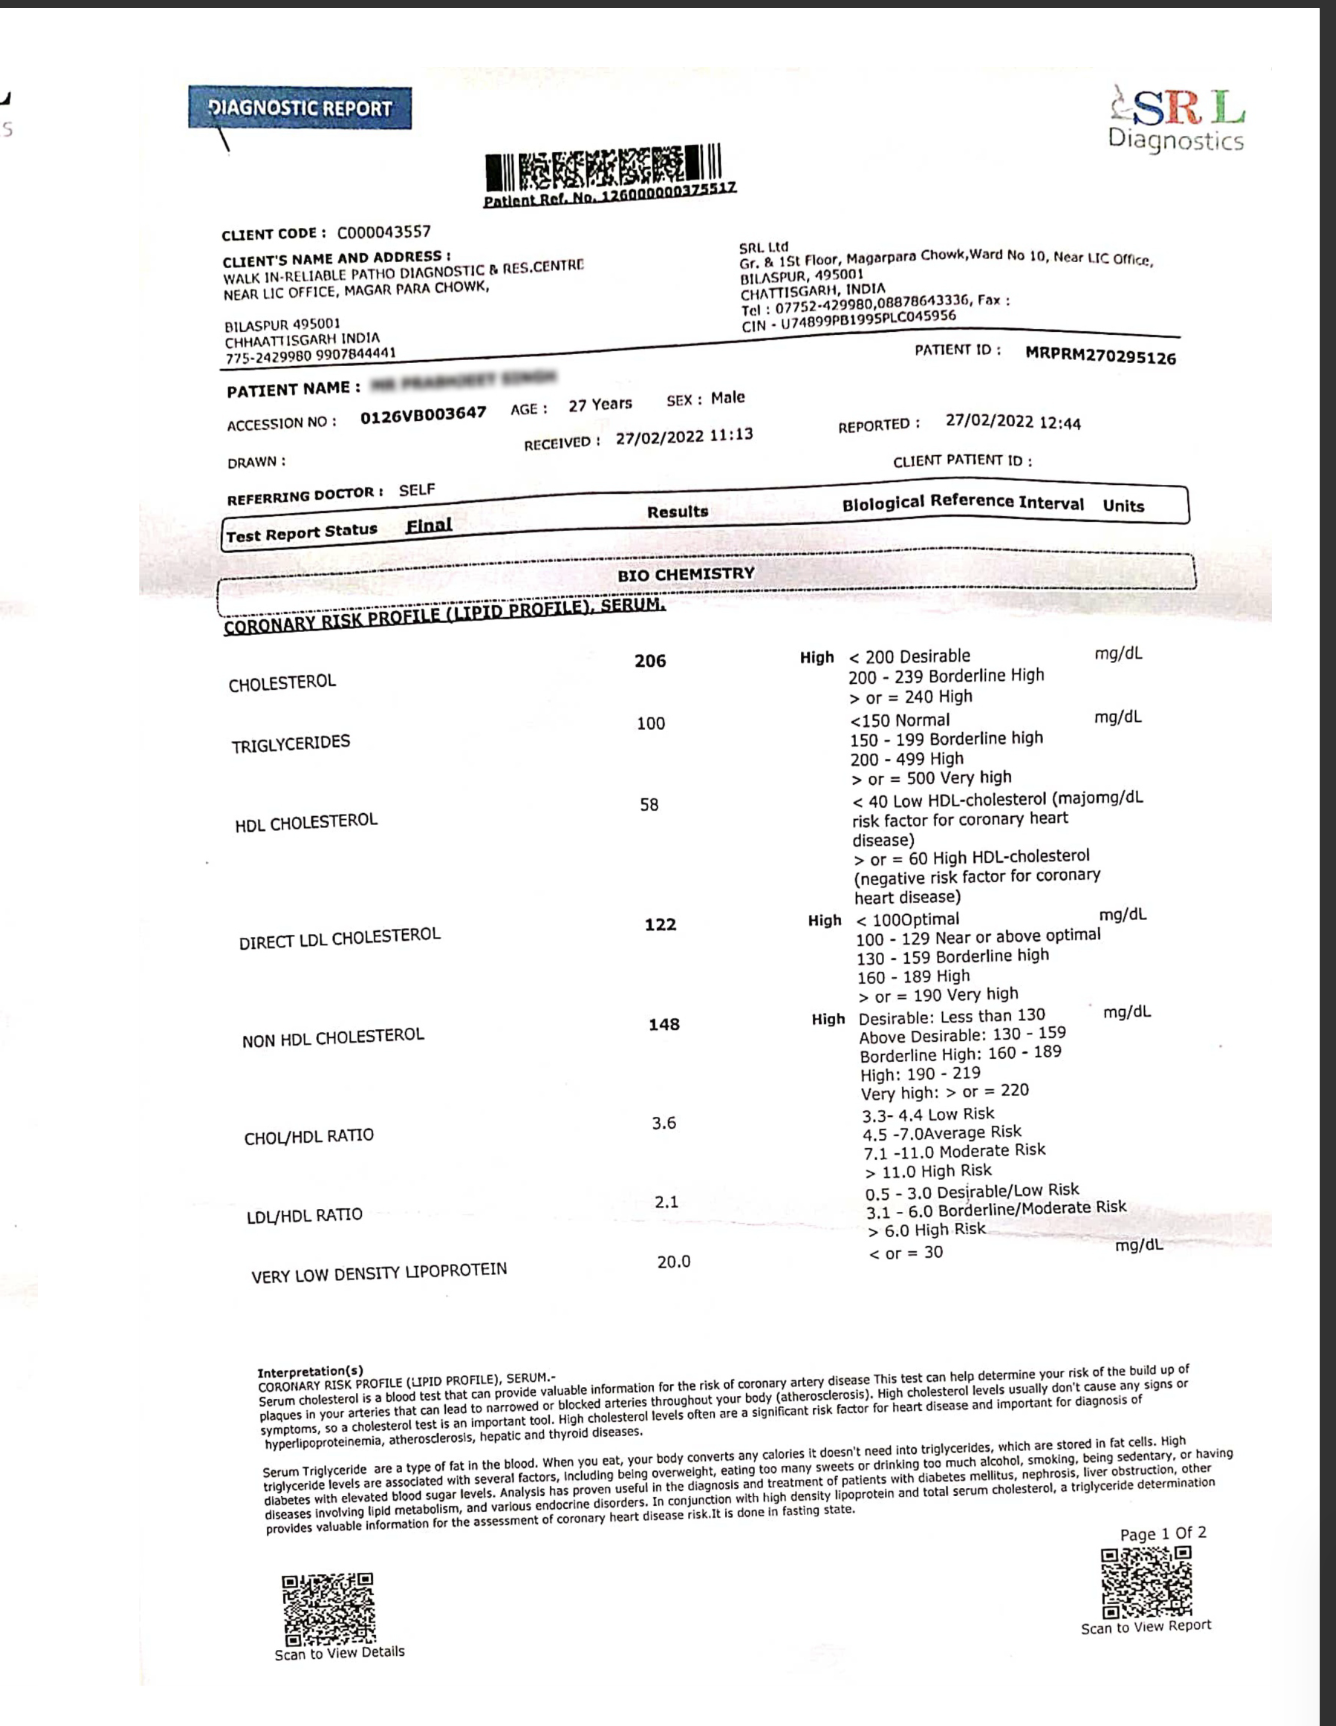 L
S
DIAGNOSTIC REPORT
SRL
Diagnostics
Patient Ref. No. 126000000375517
CLIENT CODE : C000043557
CLIENT'S NAME AND ADDRESS :
WALK IN-RELIABLE PATHO DIAGNOSTIC & RES.CENTRE
NEAR LIC OFFICE, MAGAR PARA CHOWK,
BILASPUR 495001
CHHAATTISGARH INDIA
775-2429980 9907844441
SRL Ltd
Gr. & 1St Floor, Magarpara Chowk,Ward No 10, Near LIC Office,
BILASPUR, 495001
CHATTISGARH, INDIA
Tel : 07752-429980,08878643336, Fax :
CIN - U74899PB1995PLC045956
PATIENT NAME :
PATIENT ID : MRPRM270295126
ACCESSION NO : 0126VB003647 AGE : 27 Years SEX : Male
DRAWN : RECEIVED : 27/02/2022 11:13 REPORTED : 27/02/2022 12:44
REFERRING DOCTOR : SELF CLIENT PATIENT ID :
Test Report Status Final Results Biological Reference Interval Units
BIO CHEMISTRY
CORONARY RISK PROFILE (LIPID PROFILE), SERUM.
CHOLESTEROL 206 High < 200 Desirable mg/dL
200 - 239 Borderline High
> or = 240 High
TRIGLYCERIDES 100 <150 Normal mg/dL
150 - 199 Borderline high
200 - 499 High
> or = 500 Very high
HDL CHOLESTEROL 58 < 40 Low HDL-cholesterol (majomg/dL
risk factor for coronary heart
disease)
> or = 60 High HDL-cholesterol
(negative risk factor for coronary
heart disease)
DIRECT LDL CHOLESTEROL 122 High < 100Optimal mg/dL
100 - 129 Near or above optimal
130 - 159 Borderline high
160 - 189 High
> or = 190 Very high
NON HDL CHOLESTEROL 148 High Desirable: Less than 130 mg/dL
Above Desirable: 130 - 159
Borderline High: 160 - 189
High: 190 - 219
Very high: > or = 220
CHOL/HDL RATIO 3.6 3.3- 4.4 Low Risk
4.5 -7.0Average Risk
7.1 -11.0 Moderate Risk
> 11.0 High Risk
LDL/HDL RATIO 2.1 0.5 - 3.0 Desirable/Low Risk
3.1 - 6.0 Borderline/Moderate Risk
> 6.0 High Risk
VERY LOW DENSITY LIPOPROTEIN 20.0 < or = 30 mg/dL
Interpretation(s)
CORONARY RISK PROFILE (LIPID PROFILE), SERUM.-
Serum cholesterol is a blood test that can provide valuable information for the risk of coronary artery disease This test can help determine your risk of the build up of
plaques in your arteries that can lead to narrowed or blocked arteries throughout your body (atherosclerosis). High cholesterol levels usually don't cause any signs or
symptoms, so a cholesterol test is an important tool. High cholesterol levels often are a significant risk factor for heart disease and important for diagnosis of
hyperlipoproteinemia, atherosclerosis, hepatic and thyroid diseases.
Serum Triglyceride are a type of fat in the blood. When you eat, your body converts any calories it doesn't need into triglycerides, which are stored in fat cells. High
triglyceride levels are associated with several factors, including being overweight, eating too many sweets or drinking too much alcohol, smoking, being sedentary, or having
diabetes with elevated blood sugar levels. Analysis has proven useful in the diagnosis and treatment of patients with diabetes mellitus, nephrosis, liver obstruction, other
diseases involving lipid metabolism, and various endocrine disorders. In conjunction with high density lipoprotein and total serum cholesterol, a triglyceride determination
provides valuable information for the assessment of coronary heart disease risk.It is done in fasting state.
Page 1 Of 2
Scan to View Details
Scan to View Report